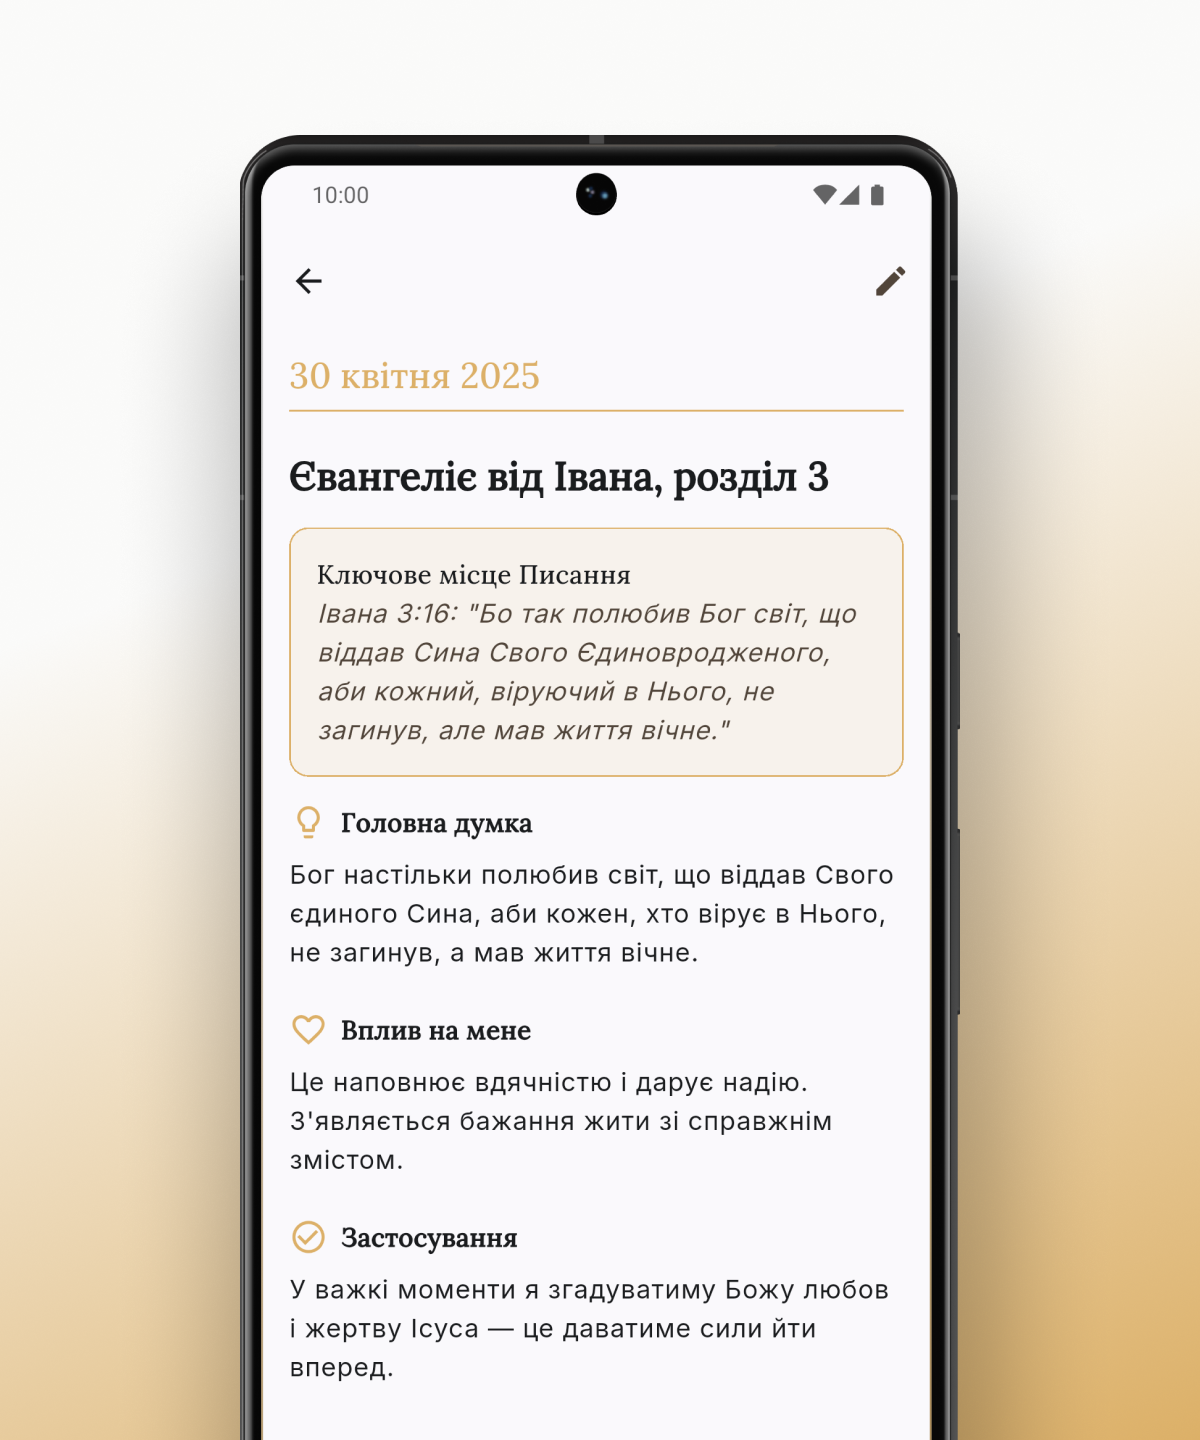 10:00
30 квітня 2025
Євангеліє від Івана, розділ 3
Ключове місце Писання
Івана 3:16: "Бо так полюбив Бог світ, що
віддав Сина Свого Єдиновродженого,
аби кожний, віруючий в Нього, не
загинув, але мав життя вічне."
Головна думка
Бог настільки полюбив світ, що віддав Свого
єдиного Сина, аби кожен, хто вірує в Нього,
не загинув, а мав життя вічне.
Вплив на мене
Це наповнює вдячністю і дарує надію.
З'являється бажання жити зі справжнім
змістом.
Застосування
У важкі моменти я згадуватиму Божу любов
і жертву Ісуса — це даватиме сили йти
вперед.